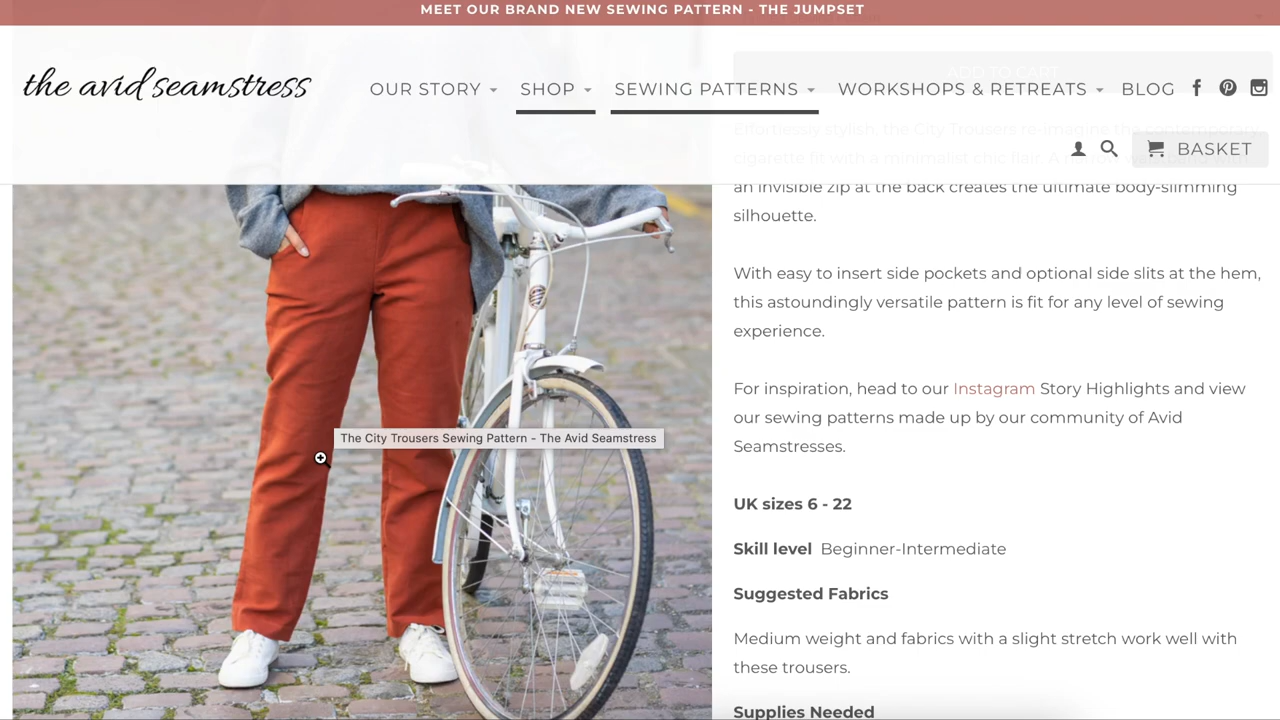 MEET OUR BRAND NEW SEWING PATTERN - THE JUMPSET
the avid seamstress
OUR STORY SHOP SEWING PATTERNS WORKSHOPS & RETREATS BLOG
ADD TO CART
BASKET
Effortlessly stylish, the City Trousers re-imagine the contemporary
cigarette fit with a minimalist chic flair. A narrow waistband with
an invisible zip at the back creates the ultimate body-slimming
silhouette.
With easy to insert side pockets and optional side slits at the hem,
this astoundingly versatile pattern is fit for any level of sewing
experience.
For inspiration, head to our Instagram Story Highlights and view
our sewing patterns made up by our community of Avid
Seamstresses.
The City Trousers Sewing Pattern - The Avid Seamstress
UK sizes 6 - 22
Skill level Beginner-Intermediate
Suggested Fabrics
Medium weight and fabrics with a slight stretch work well with
these trousers.
Supplies Needed